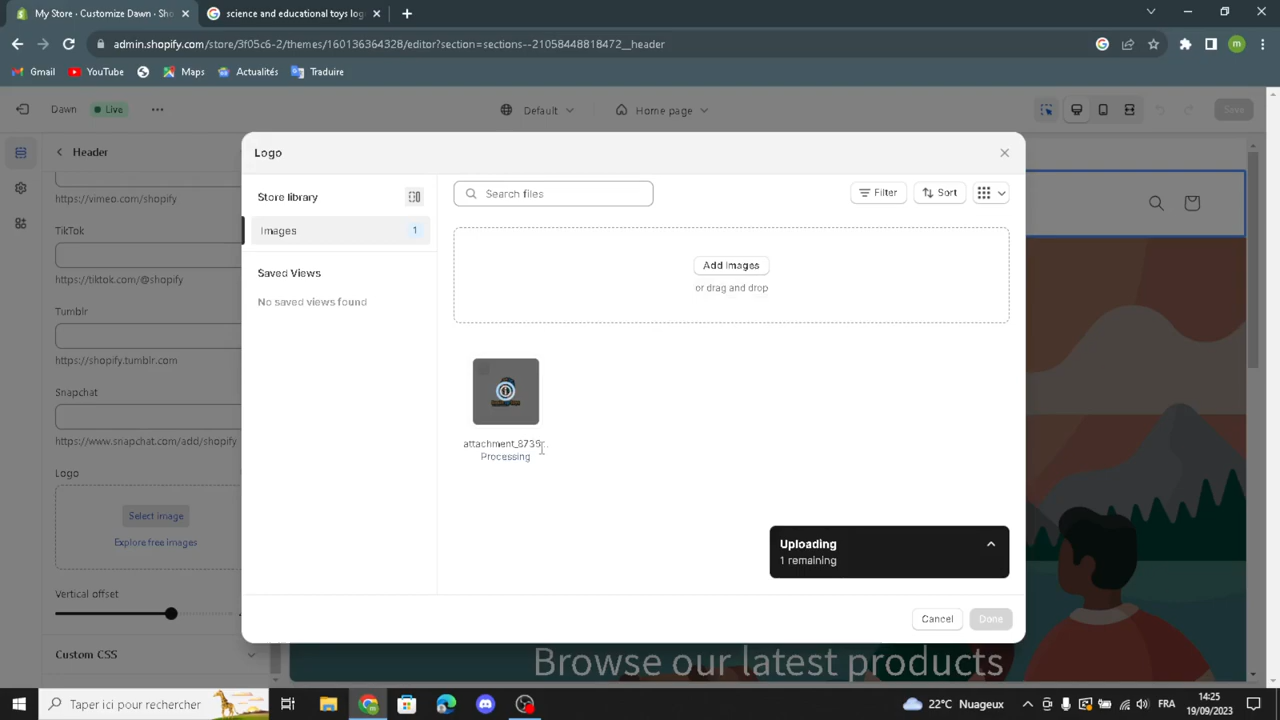 My Store · Customize Dawn · Sho
science and educational toys log
admin.shopify.com/store/3f05c6-2/themes/160136364328/editor?section=sections--21058448818472__header
m
Gmail
YouTube
Maps
Actualités
Traduire
Dawn
Live
Default
Home page
Save
Header
https://vimeo.com/shopify
TikTok
https://tiktok.com/@shopify
Tumblr
https://shopify.tumblr.com
Snapchat
https://www.snapchat.com/add/shopify
Logo
Select image
Explore free images
Vertical offset
Custom CSS
Logo
Store library
Images
1
Saved Views
No saved views found
Search files
Filter
Sort
Add images
or drag and drop
attachment_8735
Processing
Uploading
1 remaining
Cancel
Done
Browse our latest products
Taper ici pour rechercher
22°C Nuageux
FRA
14:25
19/09/2023